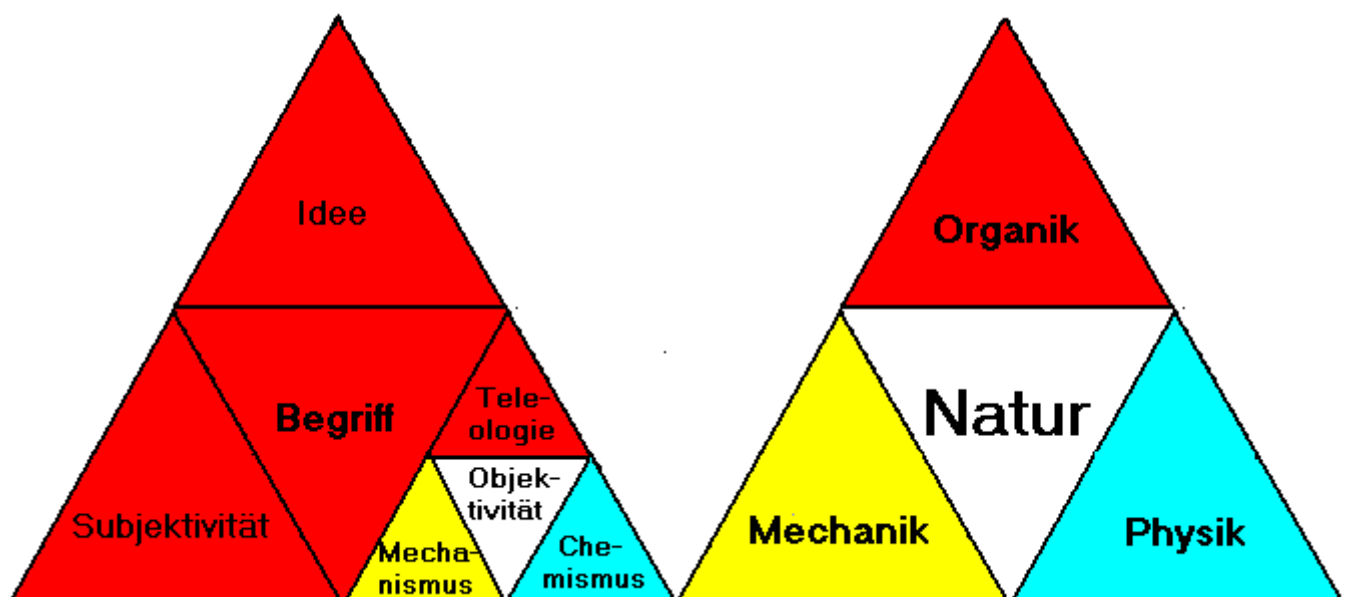 Idee
Organik
Begriff
Tele-
ologie
Natur
Objek-
tivität
Subjektivität
Mecha-
nismus
Che-
mismus
Mechanik
Physik